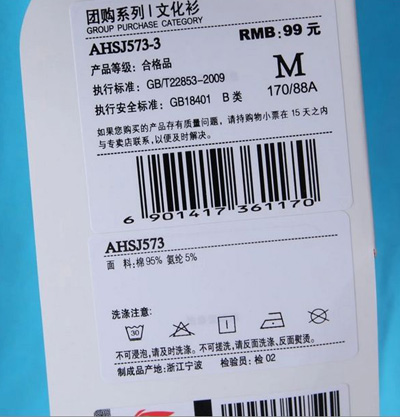 团购系列 | 文化衫
GROUP PURCHASE CATEGORY
AHSJ573-3
RMB: 99 元
产品等级: 合格品
执行标准: GB/T22853-2009
M
170/88A
执行安全标准: GB18401 B 类
如果您购买的产品存有质量问题, 请持购物小票在 15 天之内
与专卖店联系, 以便及时解决。
6 901417 361170
AHSJ573
面 料: 棉 95% 氨纶 5%
洗涤注意:
30
不可浸泡, 请及时洗涤. 不可搓洗, 请反面洗涤、反面熨烫。
制成品产地: 浙江宁波 检验员: 检 02